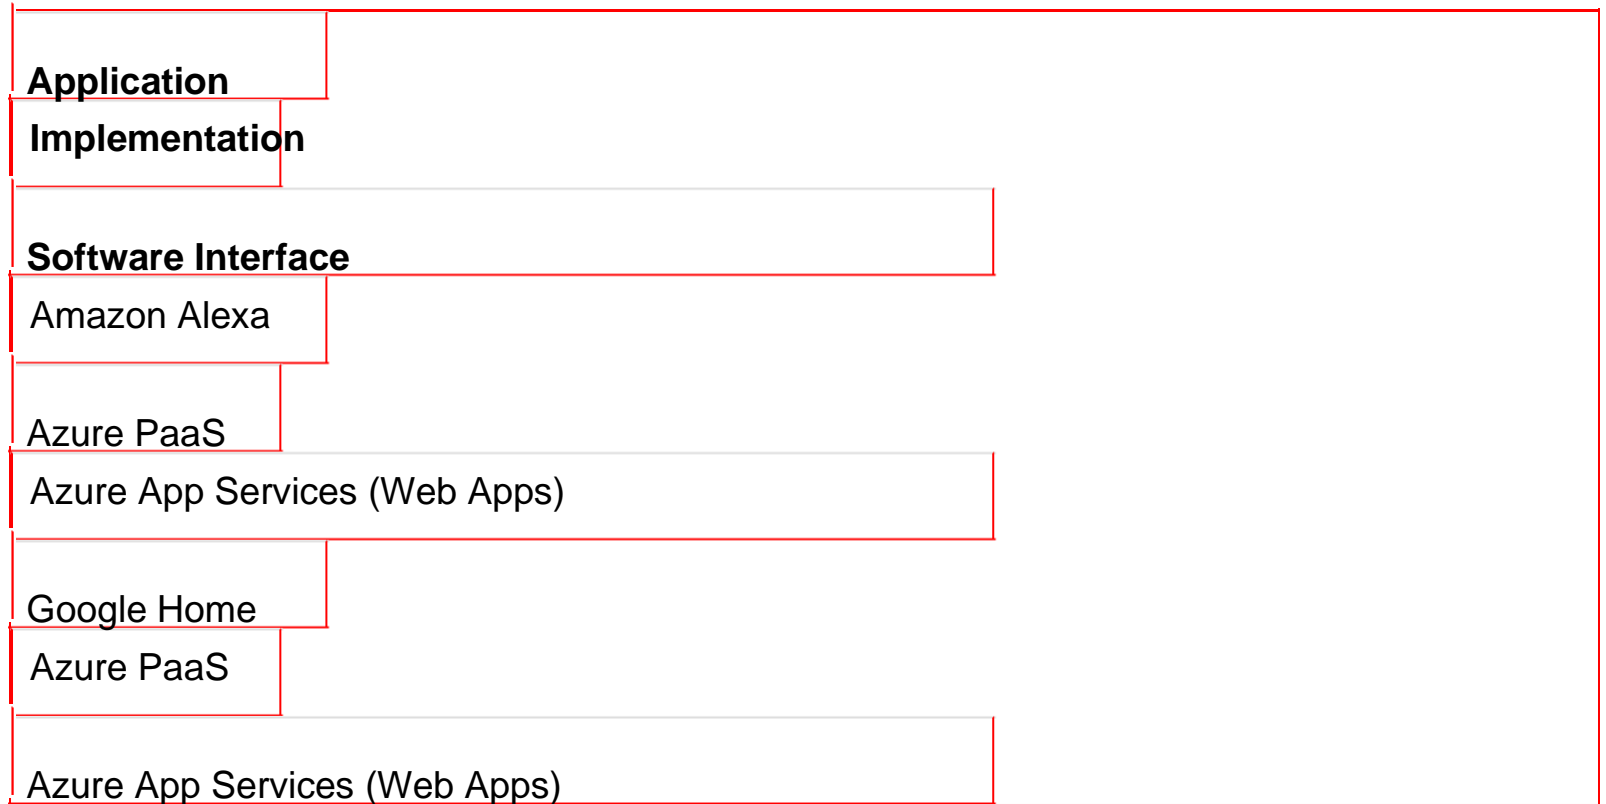 Application
Implementation
Software Interface
Amazon Alexa
Azure PaaS
Azure App Services (Web Apps)
Google Home
Azure PaaS
Azure App Services (Web Apps)